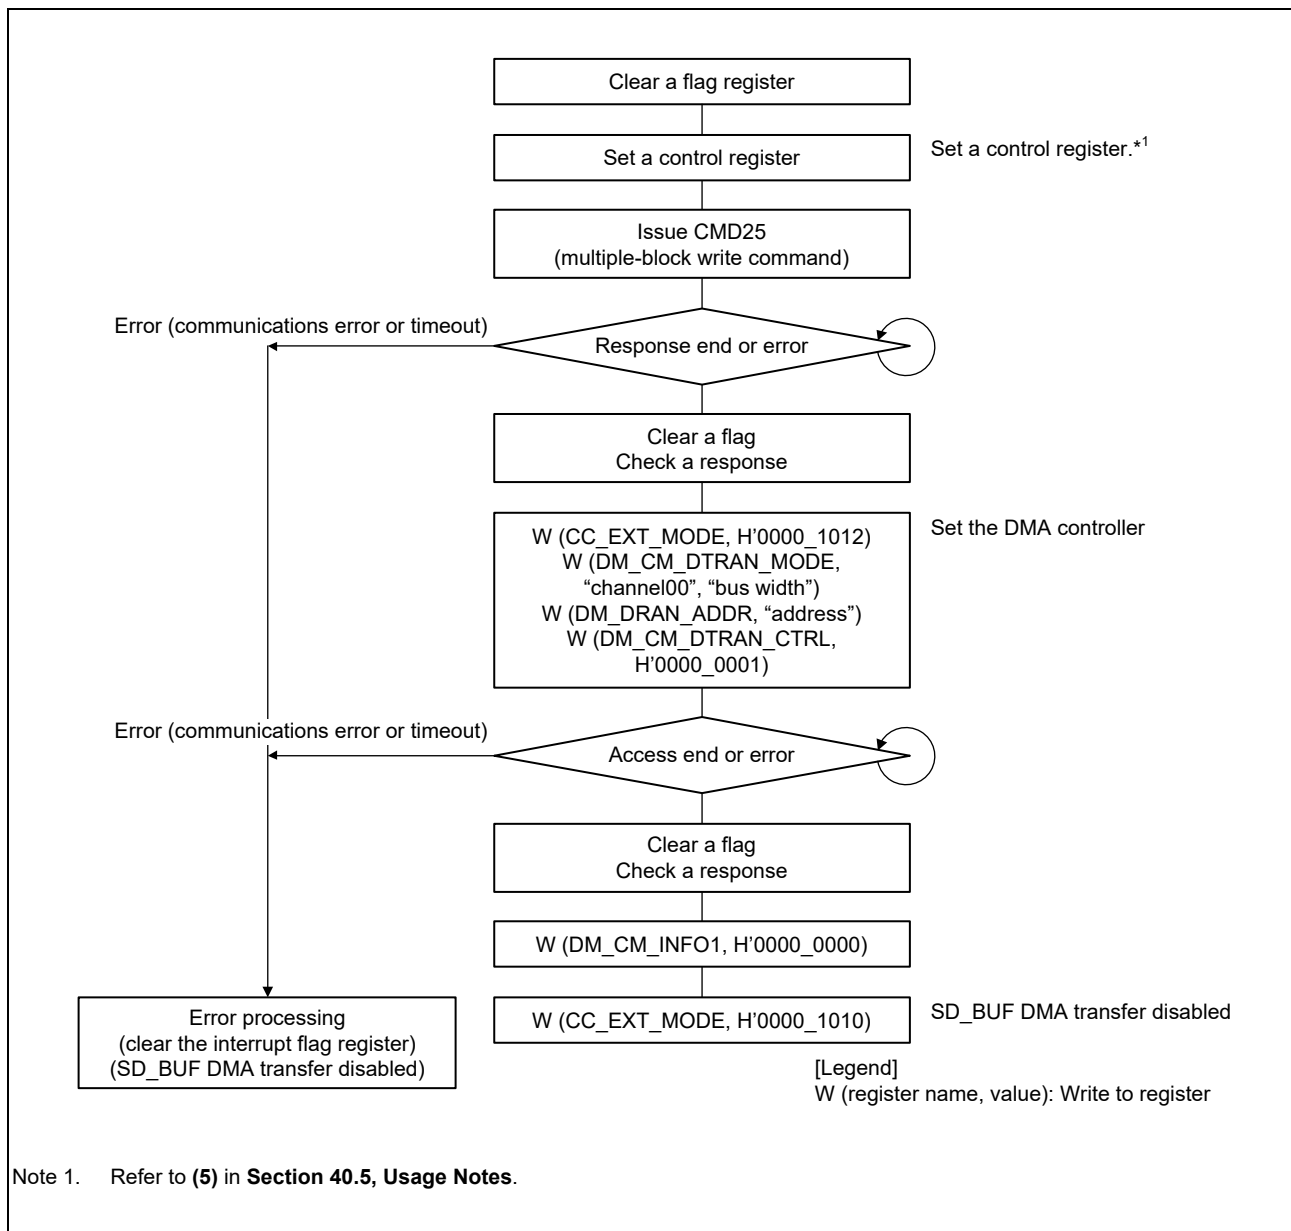 Clear a flag register
Set a control register
Set a control register.*1
Issue CMD25
(multiple-block write command)
Error (communications error or timeout)
Response end or error
Clear a flag
Check a response
W (CC_EXT_MODE, H'0000_1012)
W (DM_CM_DTRAN_MODE,
“channel00”, “bus width”)
W (DM_DRAN_ADDR, “address”)
W (DM_CM_DTRAN_CTRL,
H'0000_0001)
Set the DMA controller
Error (communications error or timeout)
Access end or error
Clear a flag
Check a response
W (DM_CM_INFO1, H'0000_0000)
W (CC_EXT_MODE, H'0000_1010)
SD_BUF DMA transfer disabled
Error processing
(clear the interrupt flag register)
(SD_BUF DMA transfer disabled)
[Legend]
W (register name, value): Write to register
Note 1. Refer to (5) in Section 40.5, Usage Notes.